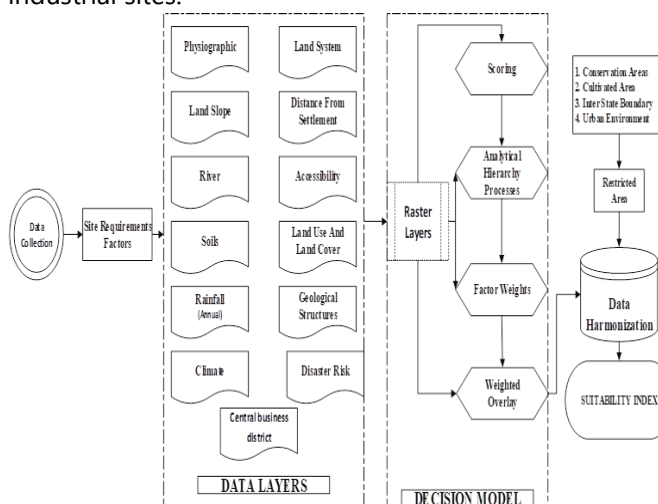 industrial sites.
Data
Collection
Site Requirements
Factors
Physiographic
Land System
Land Slope
Distance From
Settlement
River
Accessibility
Soils
Land Use And
Land Cover
Rainfall
(Annual)
Geological
Structures
Climate
Disaster Risk
Central business
district
DATA LAYERS
Raster
Layers
Scoring
Analytical
Hierarchy
Processes
Factor Weights
Weighted
Overlay
DECISION MODEL
1. Conservation Areas
2. Cultivated Area
3. Inter State Boundary
4. Urban Environment
Restricted
Area
Data
Harmonization
SUITABILITY INDEX